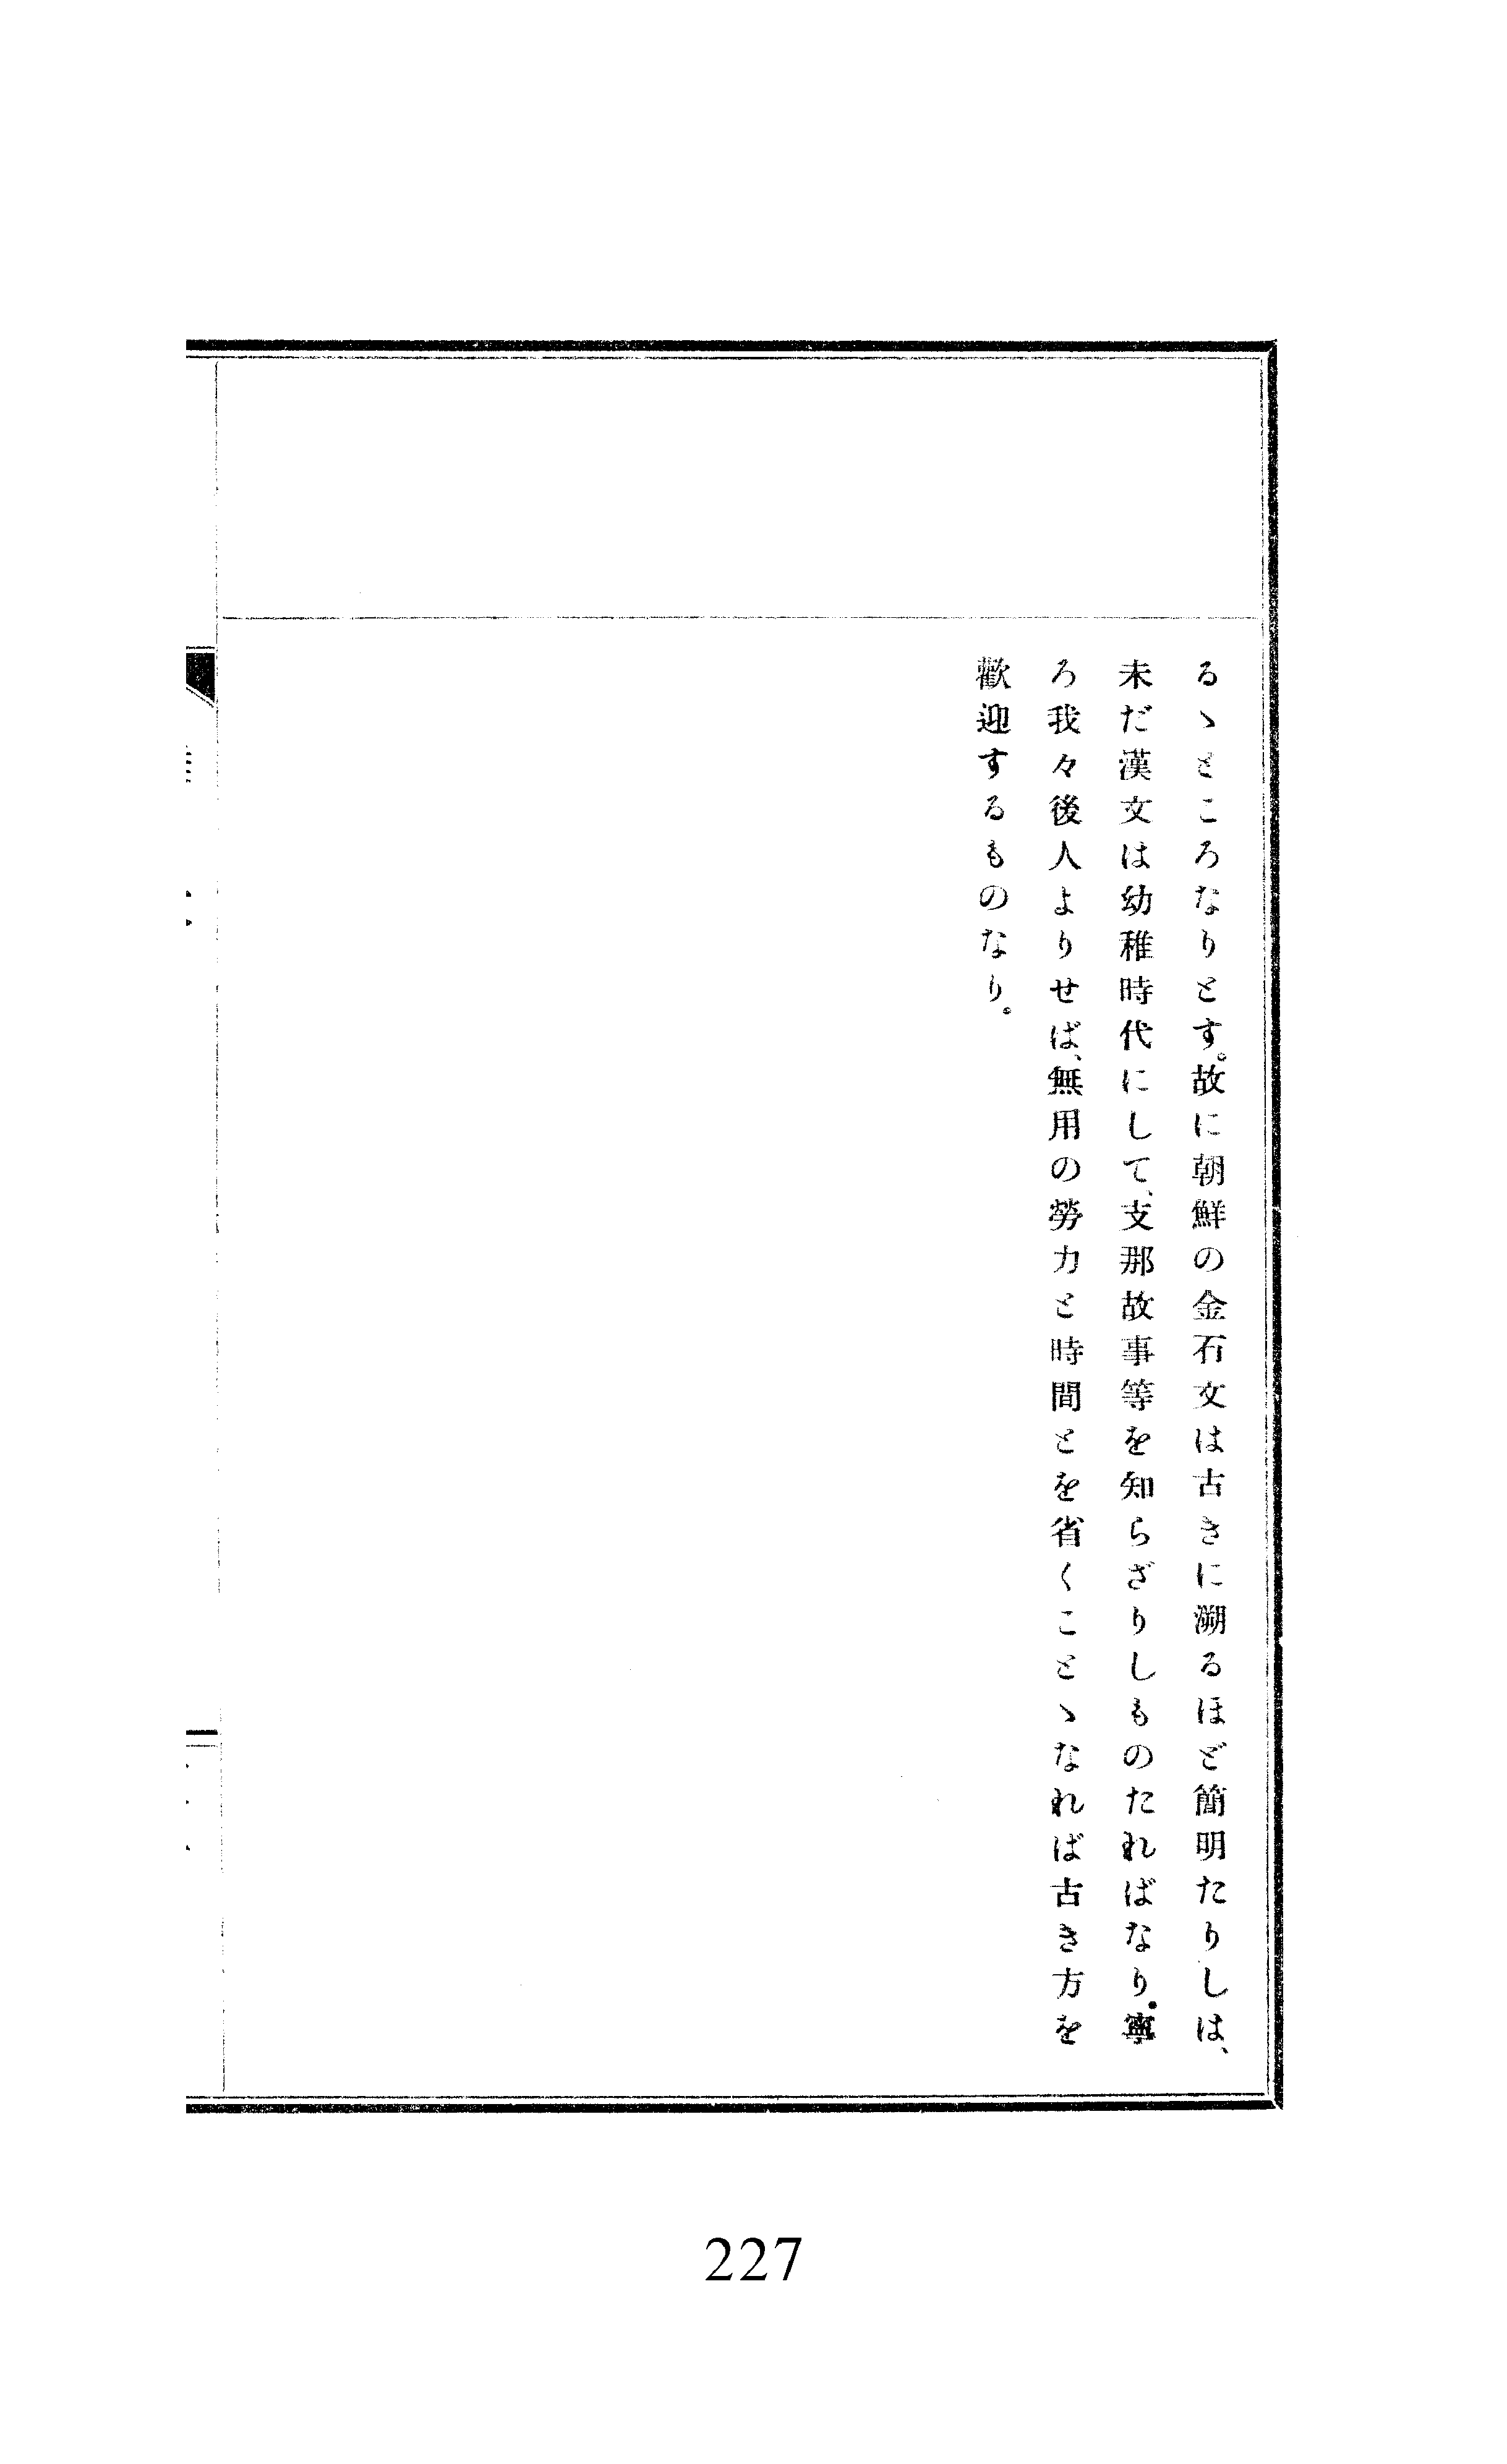 るゝところなりとす。故に朝鮮の金石文は古きに溯るほど簡明たりしは、
未だ漢文は幼稚時代にして、支那故事等を知らざりしものたればなり。寧
ろ我々後人よりせば、無用の勞力と時間とを省くことゝなれば古き方を
歡迎するものなり。
227